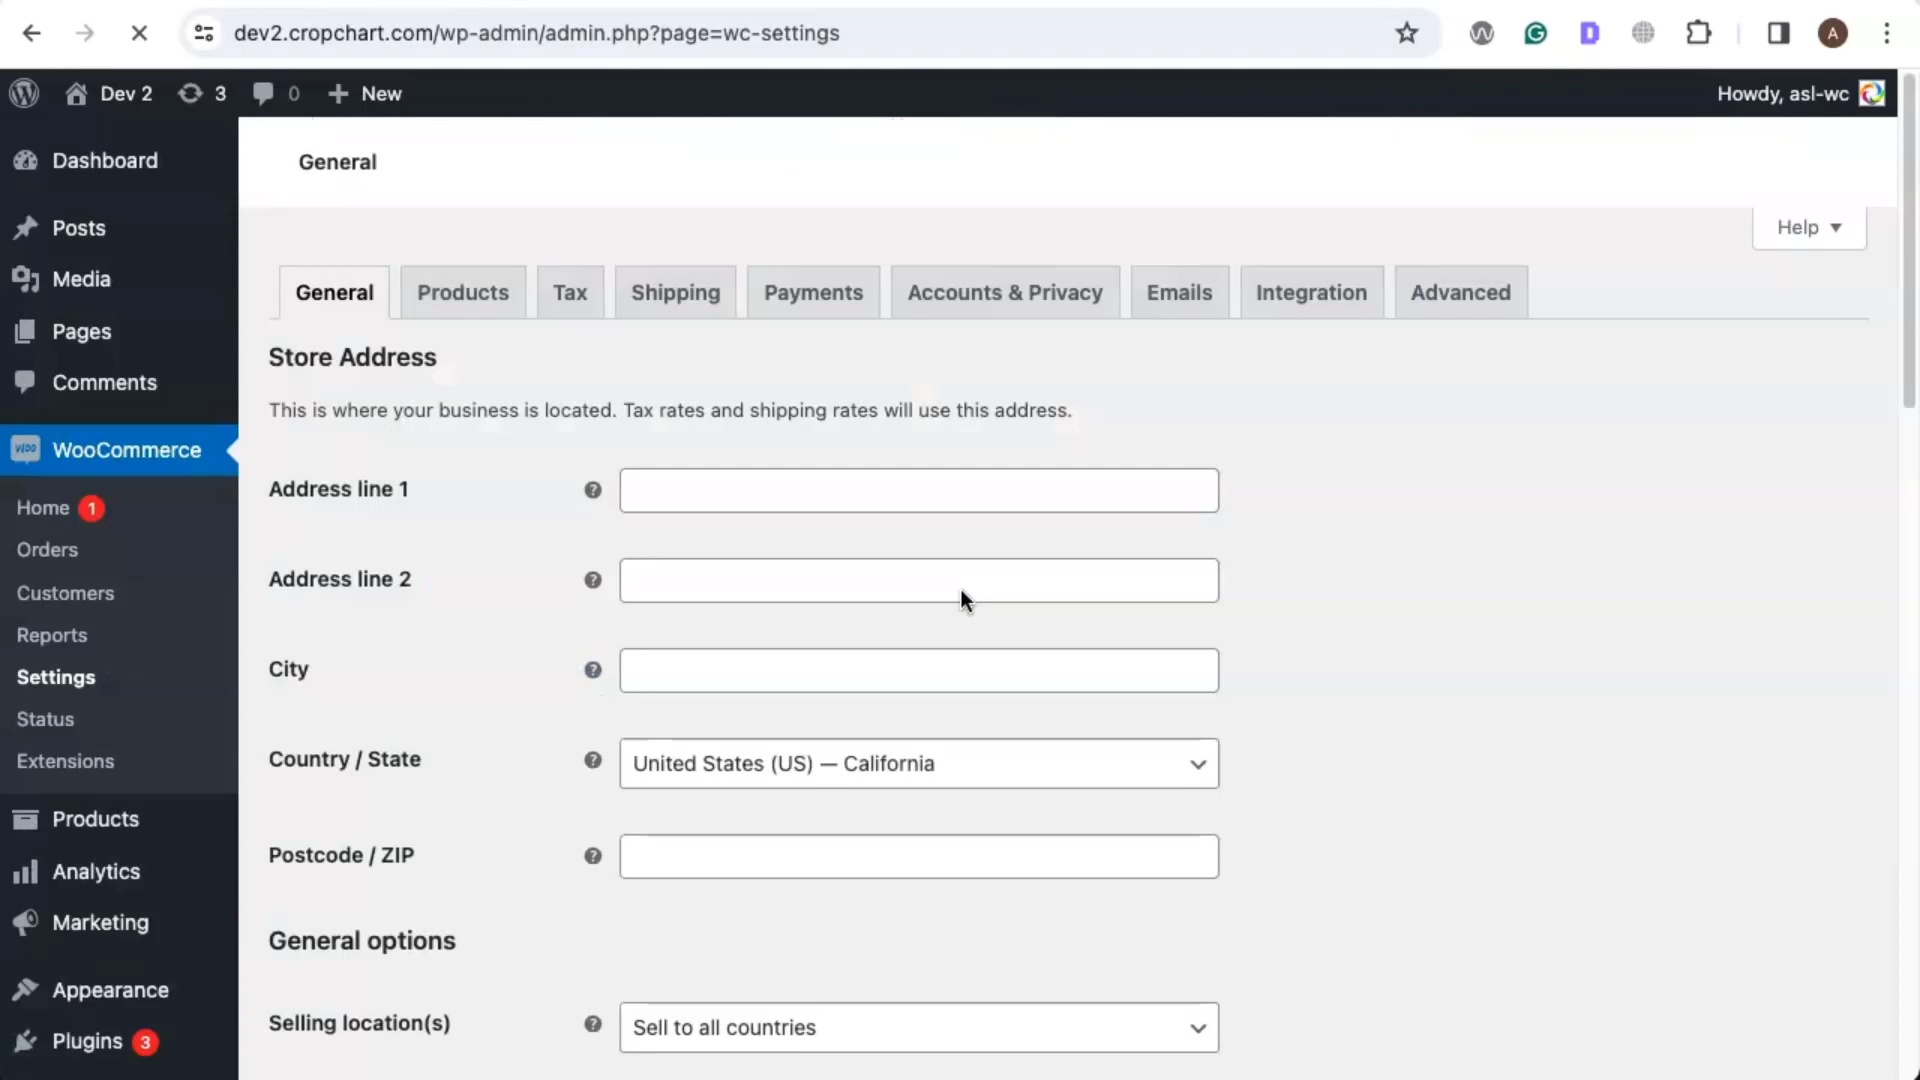 dev2.cropchart.com/wp-admin/admin.php?page=wc-settings
A
Dev 2
3
0
New
Howdy, asl-wc
Dashboard
Posts
Media
Pages
Comments
WooCommerce
Home 1
Orders
Customers
Reports
Settings
Status
Extensions
Products
Analytics
Marketing
Appearance
Plugins 3
General
Help ▼
General
Products
Tax
Shipping
Payments
Accounts & Privacy
Emails
Integration
Advanced
Store Address
This is where your business is located. Tax rates and shipping rates will use this address.
Address line 1
Address line 2
City
Country / State
United States (US) — California
Postcode / ZIP
General options
Selling location(s)
Sell to all countries